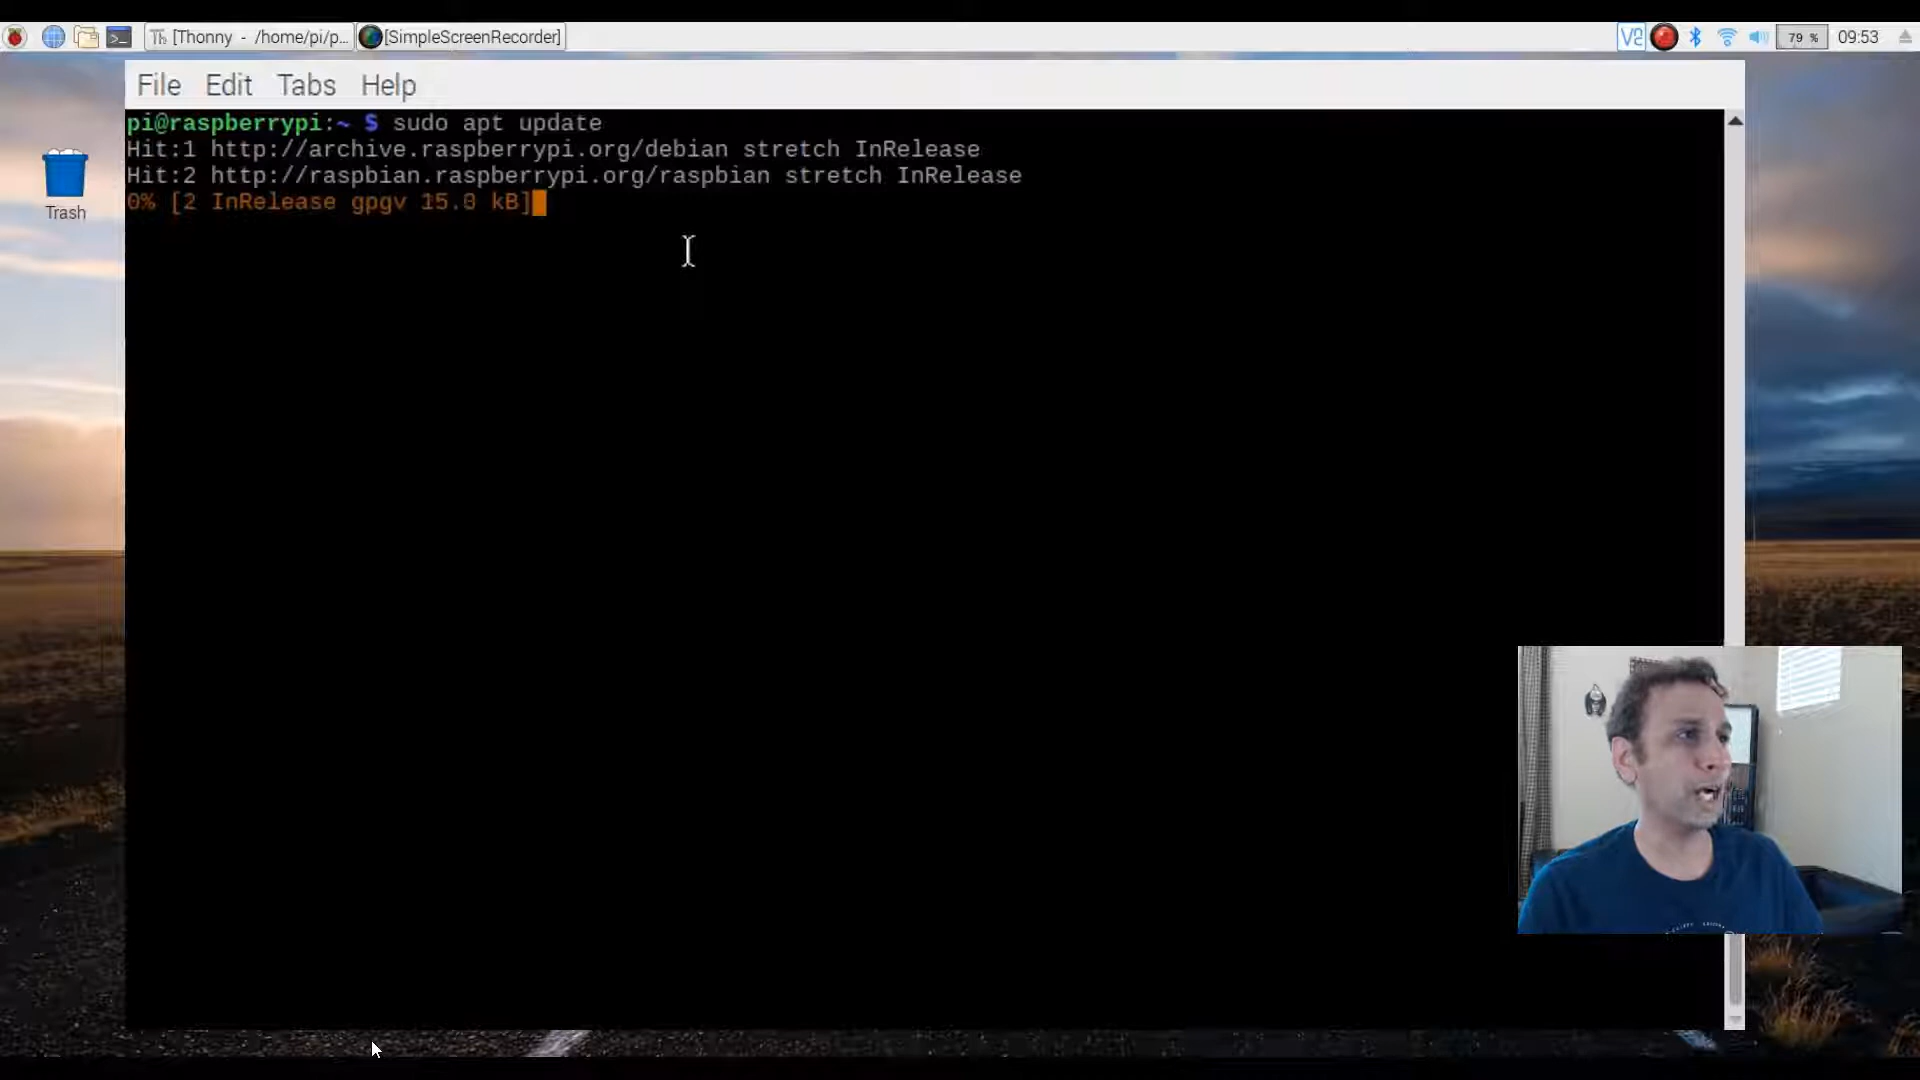 [Thonny - /home/pi/p...
[SimpleScreenRecorder]
V2
79 %
09:53
File Edit Tabs Help
pi@raspberrypi:~ $ sudo apt update
Hit:1 http://archive.raspberrypi.org/debian stretch InRelease
Hit:2 http://raspbian.raspberrypi.org/raspbian stretch InRelease
0% [2 InRelease gpgv 15.0 kB]
Trash